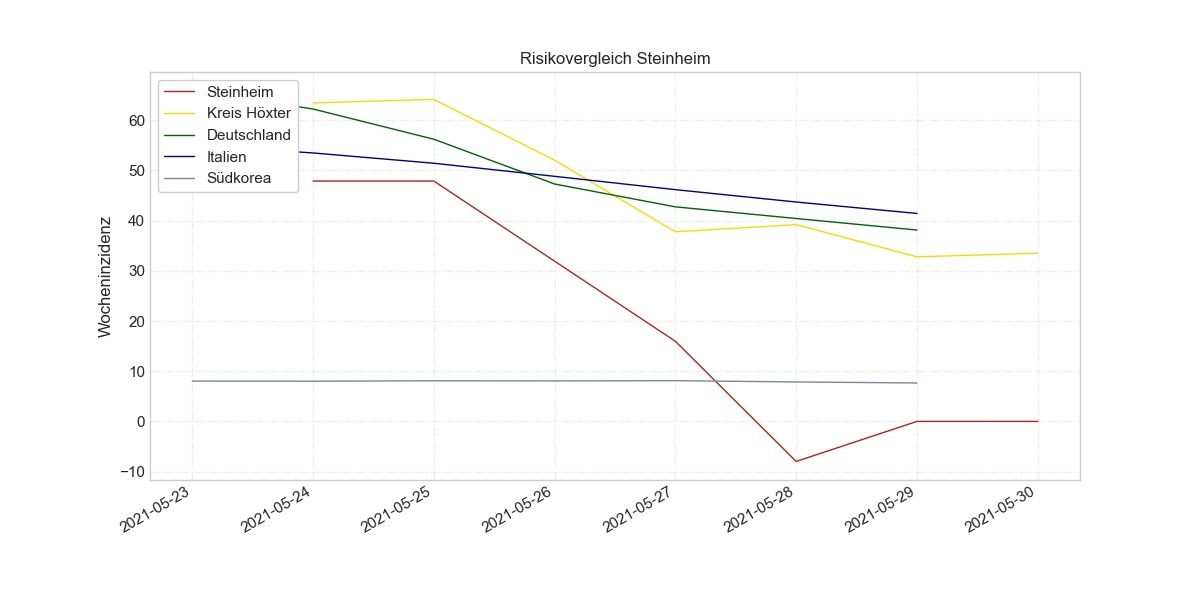 Risikovergleich Steinheim
Steinheim
Kreis Höxter
Deutschland
Italien
Südkorea
Wocheninzidenz
60
50
40
30
20
10
0
−10
2021-05-23
2021-05-24
2021-05-25
2021-05-26
2021-05-27
2021-05-28
2021-05-29
2021-05-30